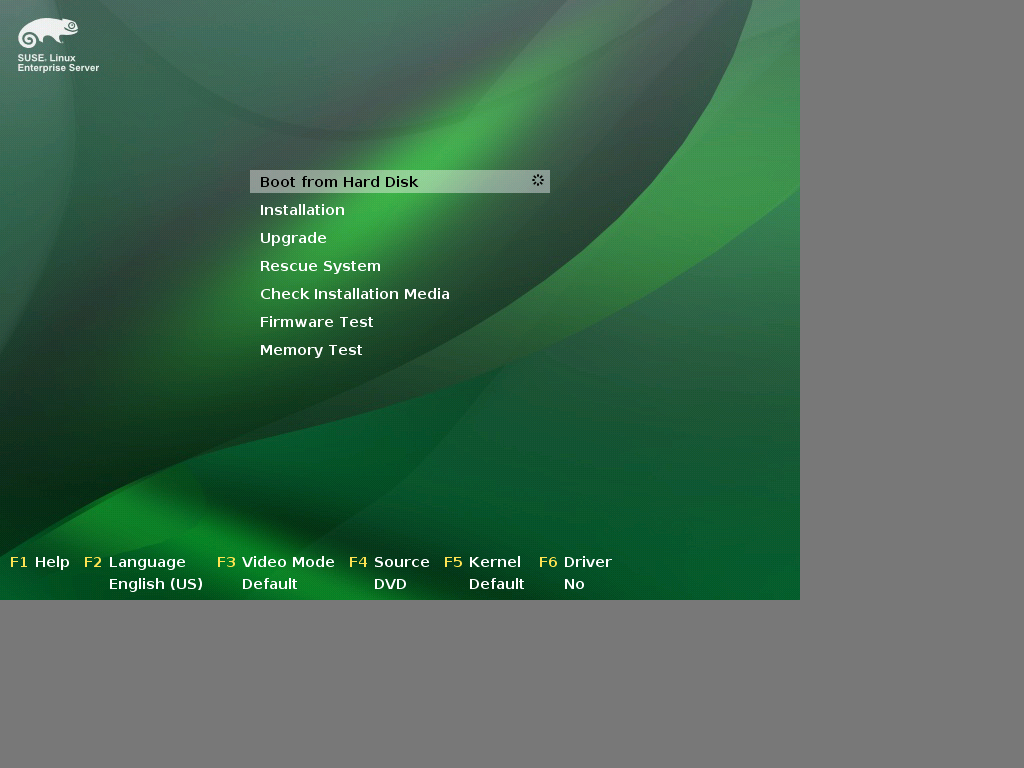 SUSE. Linux
Enterprise Server
Boot from Hard Disk
Installation
Upgrade
Rescue System
Check Installation Media
Firmware Test
Memory Test
F1 Help F2 Language F3 Video Mode F4 Source F5 Kernel F6 Driver
English (US) Default DVD Default No